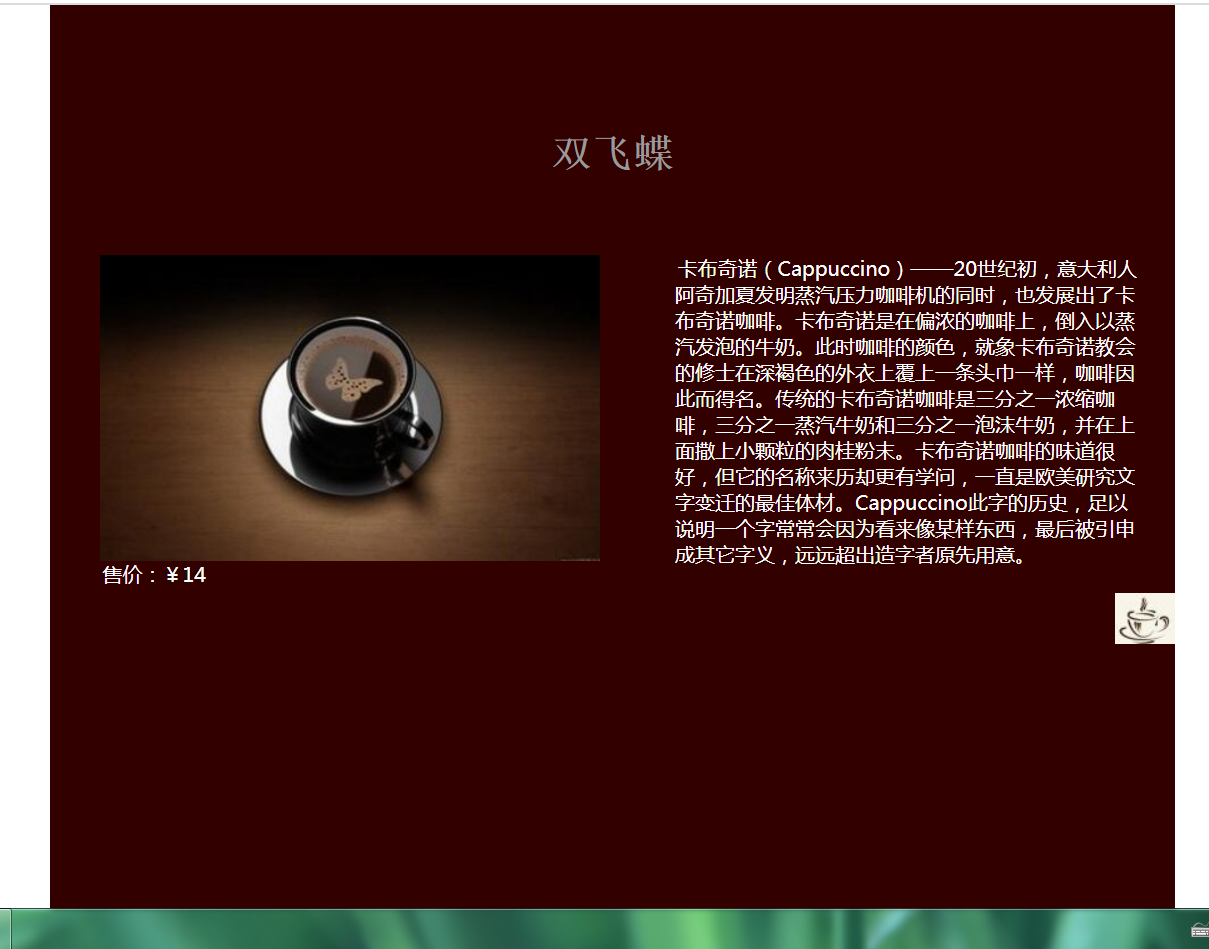 双飞蝶
卡布奇诺（Cappuccino）——20世纪初，意大利人
阿奇加夏发明蒸汽压力咖啡机的同时，也发展出了卡
布奇诺咖啡。卡布奇诺是在偏浓的咖啡上，倒入以蒸
汽发泡的牛奶。此时咖啡的颜色，就象卡布奇诺教会
的修士在深褐色的外衣上覆上一条头巾一样，咖啡因
此而得名。传统的卡布奇诺咖啡是三分之一浓缩咖
啡，三分之一蒸汽牛奶和三分之一泡沫牛奶，并在上
面撒上小颗粒的肉桂粉末。卡布奇诺咖啡的味道很
好，但它的名称来历却更有学问，一直是欧美研究文
字变迁的最佳体材。Cappuccino此字的历史，足以
说明一个字常常会因为看来像某样东西，最后被引申
成其它字义，远远超出造字者原先用意。
售价：￥14